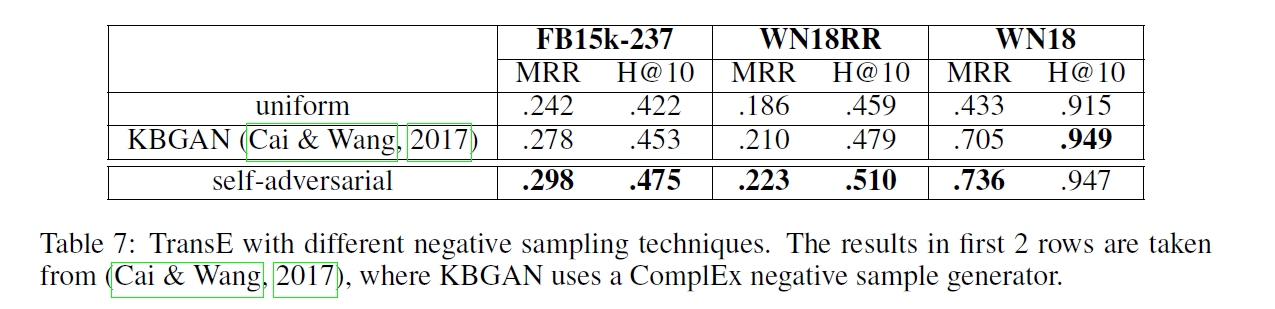 FB15k-237 WN18RR WN18
MRR H@10 MRR H@10 MRR H@10
uniform .242 .422 .186 .459 .433 .915
KBGAN (Cai & Wang, 2017) .278 .453 .210 .479 .705 .949
self-adversarial .298 .475 .223 .510 .736 .947
Table 7: TransE with different negative sampling techniques. The results in first 2 rows are taken
from (Cai & Wang, 2017), where KBGAN uses a ComplEx negative sample generator.